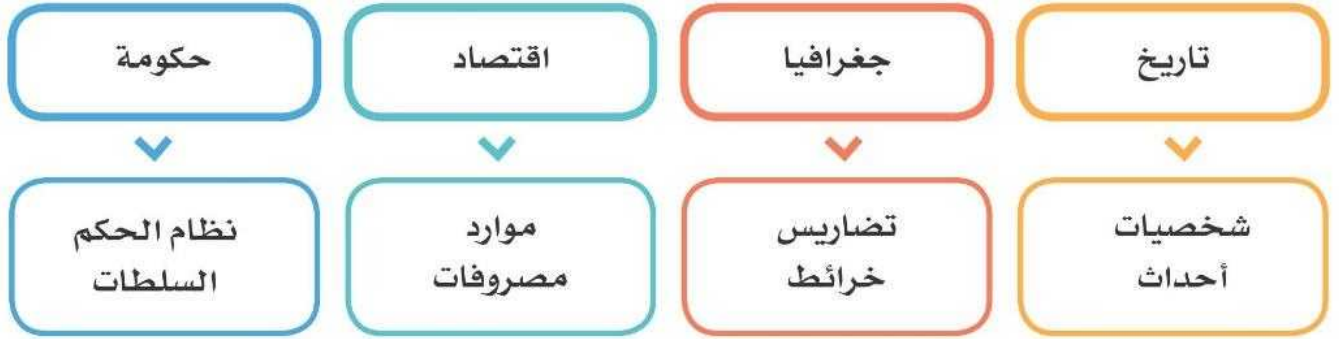 تاريخ
جغرافيا
اقتصاد
حكومة
شخصيات
أحداث
تضاريس
خرائط
موارد
مصروفات
نظام الحكم
السلطات